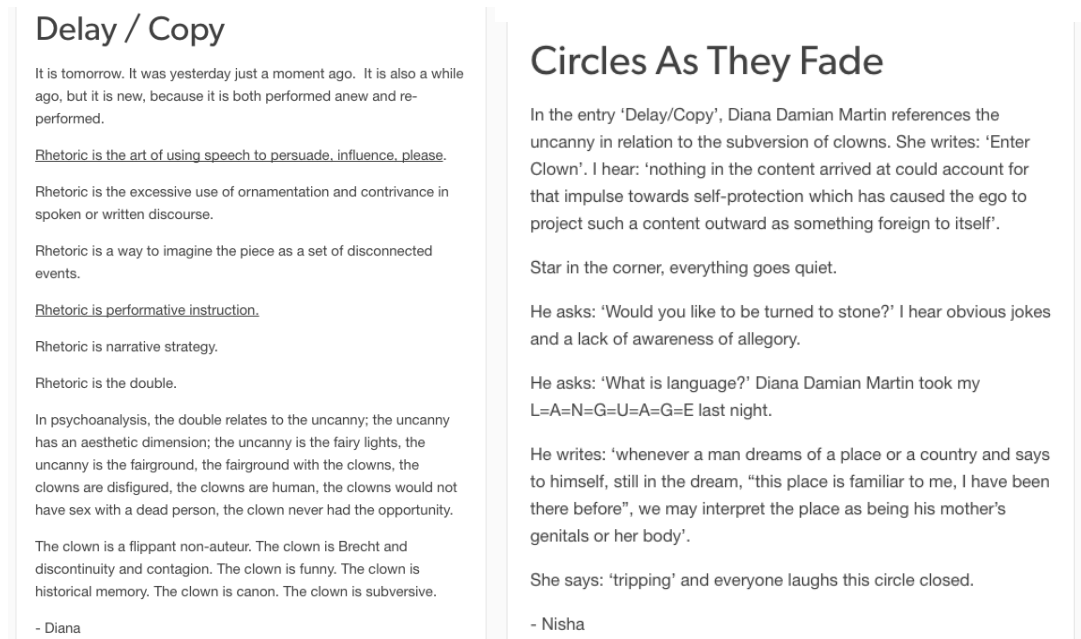 Delay / Copy
It is tomorrow. It was yesterday just a moment ago.  It is also a while
ago, but it is new, because it is both performed anew and re-
performed.
Rhetoric is the art of using speech to persuade, influence, please.
Rhetoric is the excessive use of ornamentation and contrivance in
spoken or written discourse.
Rhetoric is a way to imagine the piece as a set of disconnected
events.
Rhetoric is performative instruction.
Rhetoric is narrative strategy.
Rhetoric is the double.
In psychoanalysis, the double relates to the uncanny; the uncanny
has an aesthetic dimension; the uncanny is the fairy lights, the
uncanny is the fairground, the fairground with the clowns, the
clowns are disfigured, the clowns are human, the clowns would not
have sex with a dead person, the clown never had the opportunity.
The clown is a flippant non-auteur. The clown is Brecht and
discontinuity and contagion. The clown is funny. The clown is
historical memory. The clown is canon. The clown is subversive.
- Diana
Circles As They Fade
In the entry ‘Delay/Copy’, Diana Damian Martin references the
uncanny in relation to the subversion of clowns. She writes: ‘Enter
Clown’. I hear: ‘nothing in the content arrived at could account for
that impulse towards self-protection which has caused the ego to
project such a content outward as something foreign to itself’.
Star in the corner, everything goes quiet.
He asks: ‘Would you like to be turned to stone?’ I hear obvious jokes
and a lack of awareness of allegory.
He asks: ‘What is language?’ Diana Damian Martin took my
L=A=N=G=U=A=G=E last night.
He writes: ‘whenever a man dreams of a place or a country and says
to himself, still in the dream, “this place is familiar to me, I have been
there before”, we may interpret the place as being his mother’s
genitals or her body’.
She says: ‘tripping’ and everyone laughs this circle closed.
- Nisha